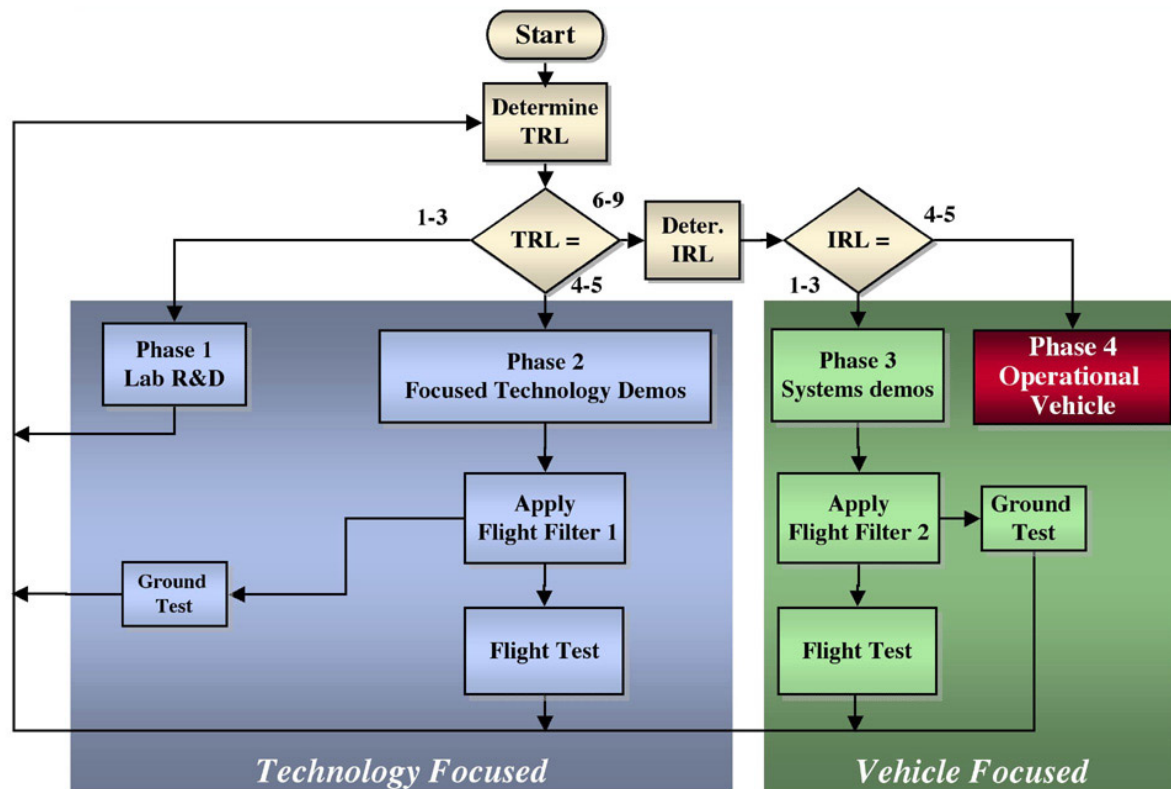 Start
Determine
TRL
1-3
6-9
TRL =
4-5
Deter.
IRL
IRL =
4-5
1-3
Phase 1
Lab R&D
Phase 2
Focused Technology Demos
Phase 3
Systems demos
Phase 4
Operational
Vehicle
Apply
Flight Filter 1
Ground
Test
Flight Test
Apply
Flight Filter 2
Ground
Test
Flight Test
Technology Focused
Vehicle Focused